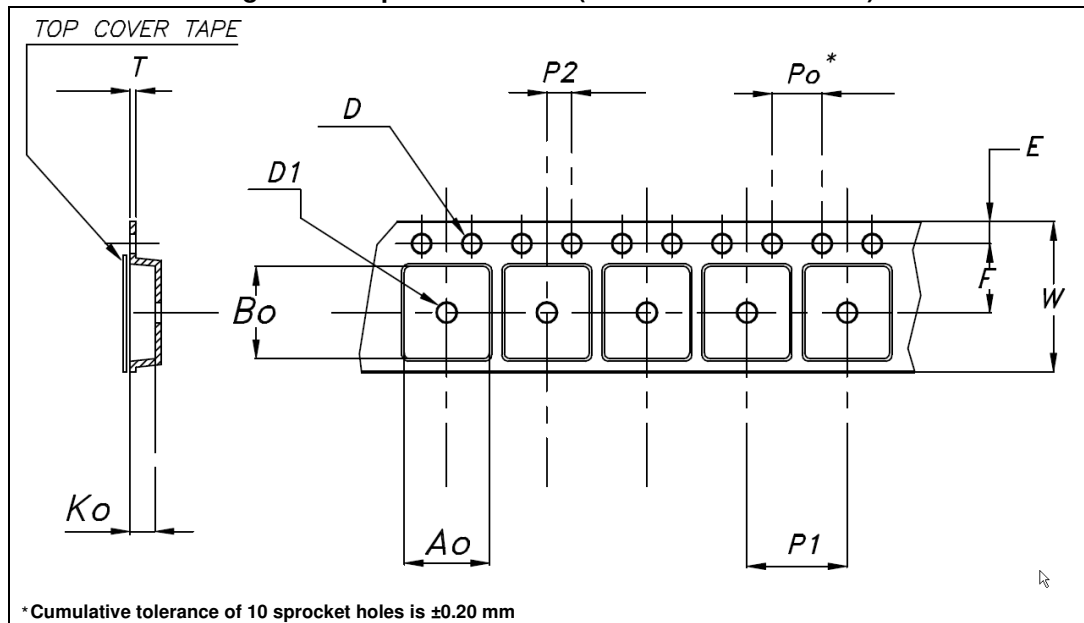 TOP COVER TAPE
T
P2
Po*
D
E
D1
F
W
Bo
Ko
Ao
P1
*Cumulative tolerance of 10 sprocket holes is ±0.20 mm